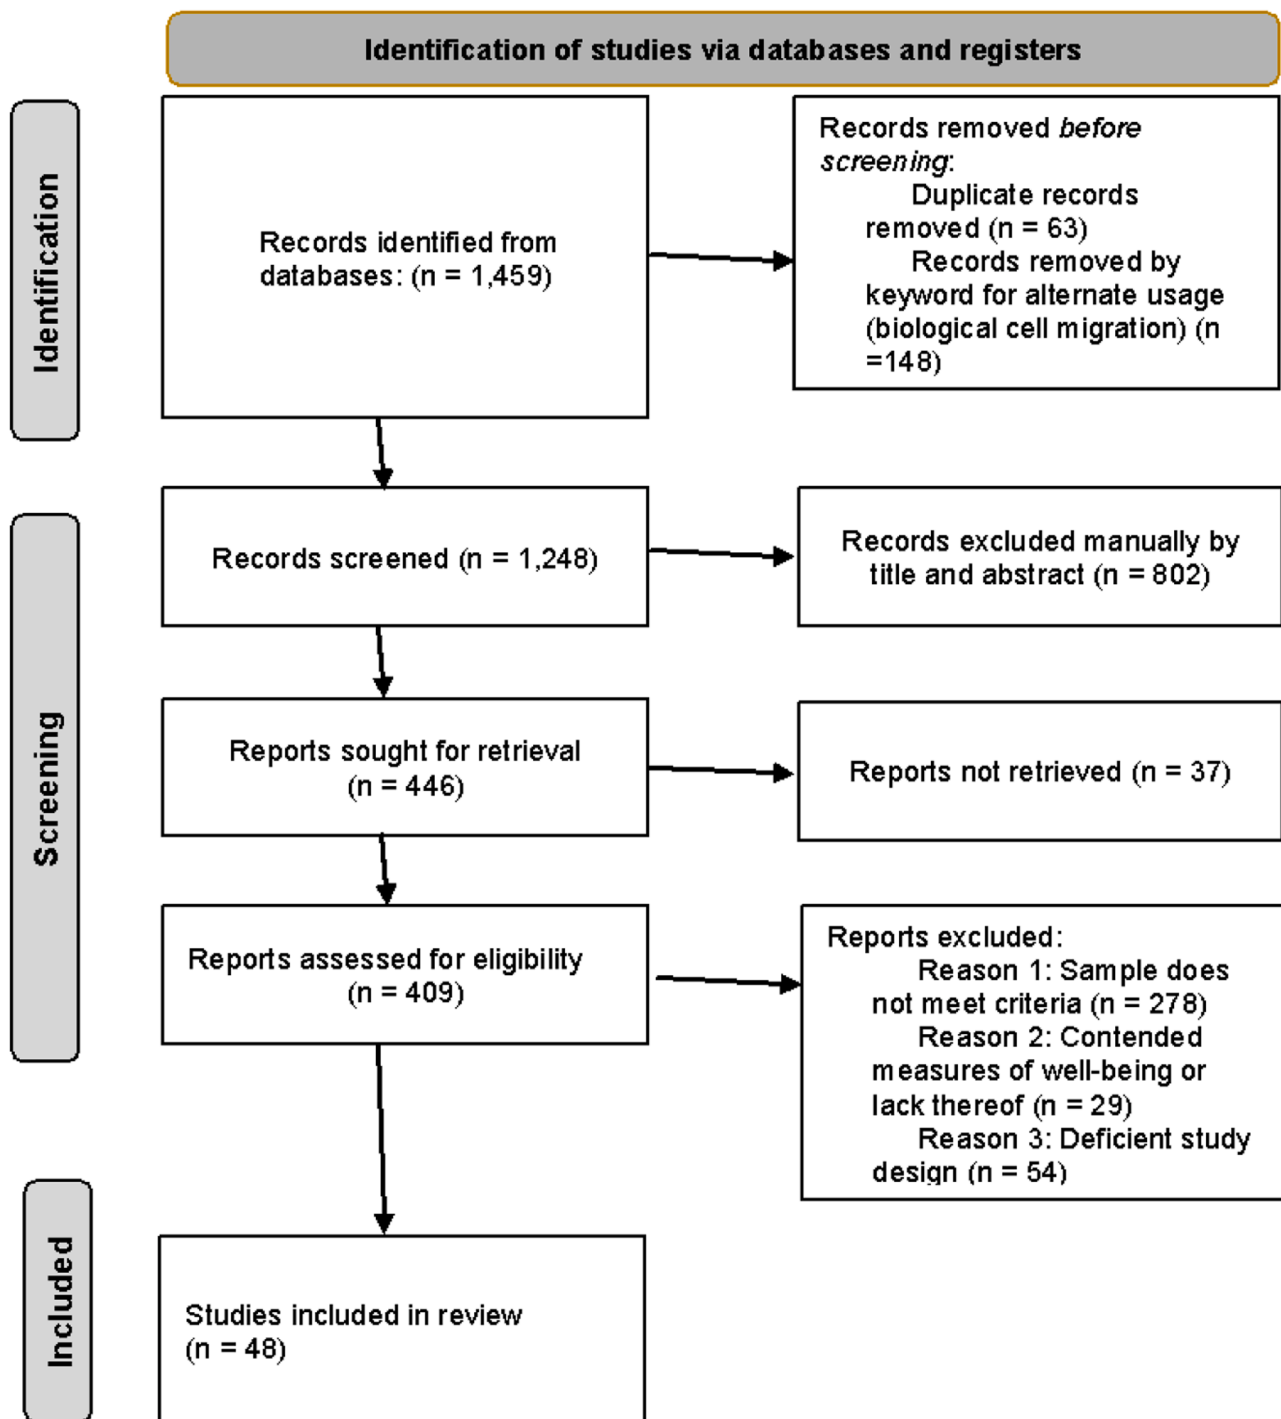 Identification of studies via databases and registers
Identification
Records identified from
databases: (n = 1,459)
Records removed before
screening:
Duplicate records
removed (n = 63)
Records removed by
keyword for alternate usage
(biological cell migration) (n
=148)
Screening
Records screened (n = 1,248)
Records excluded manually by
title and abstract (n = 802)
Reports sought for retrieval
(n = 446)
Reports not retrieved (n = 37)
Reports assessed for eligibility
(n = 409)
Reports excluded:
Reason 1: Sample does
not meet criteria (n = 278)
Reason 2: Contended
measures of well-being or
lack thereof (n = 29)
Reason 3: Deficient study
design (n = 54)
Included
Studies included in review
(n = 48)